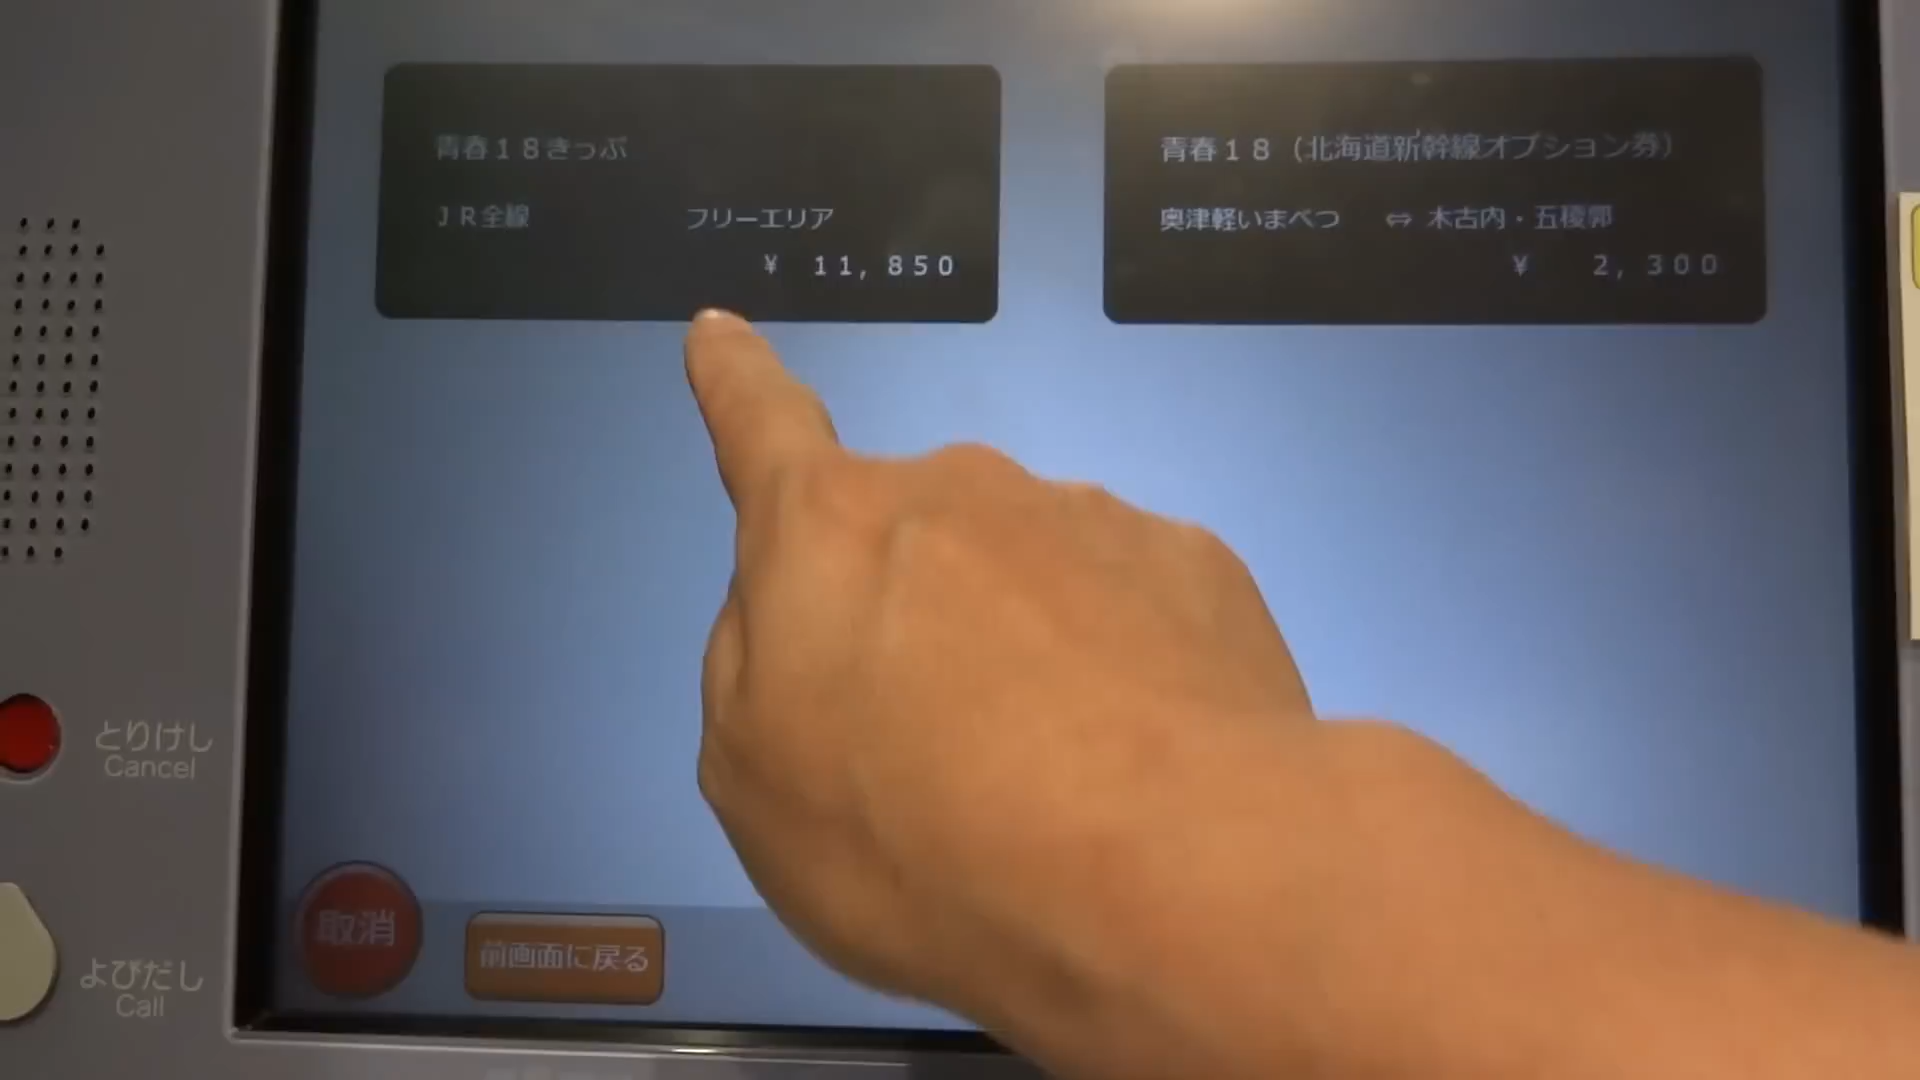 青春18きっぷ
JR全線 フリーエリア
¥ 11,850
青春18(北海道新幹線オプション券)
奥津軽いまべつ ⇔ 木古内・五稜郭
¥ 2,300
とりけし
Cancel
取消
前画面に戻る
よびだし
Call